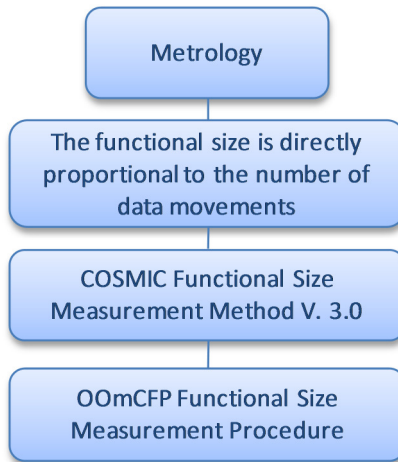 Metrology
The functional size is directly
proportional to the number of
data movements
COSMIC Functional Size
Measurement Method V. 3.0
OOmCFP Functional Size
Measurement Procedure